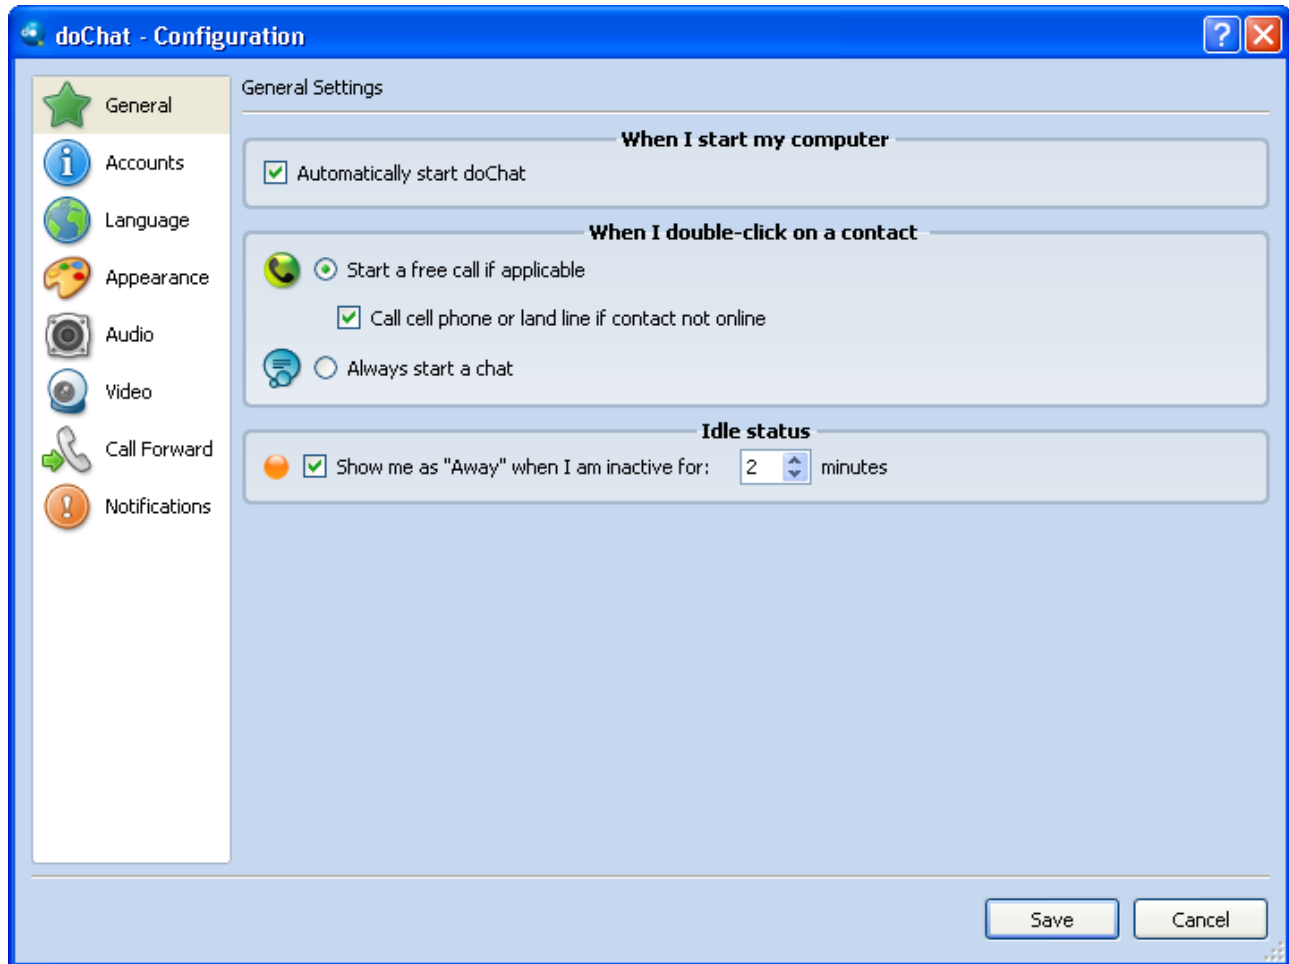 doChat - Configuration
General
Accounts
Language
Appearance
Audio
Video
Call Forward
Notifications
General Settings
When I start my computer
Automatically start doChat
When I double-click on a contact
Start a free call if applicable
Call cell phone or land line if contact not online
Always start a chat
Idle status
Show me as "Away" when I am inactive for: 2 minutes
Save Cancel